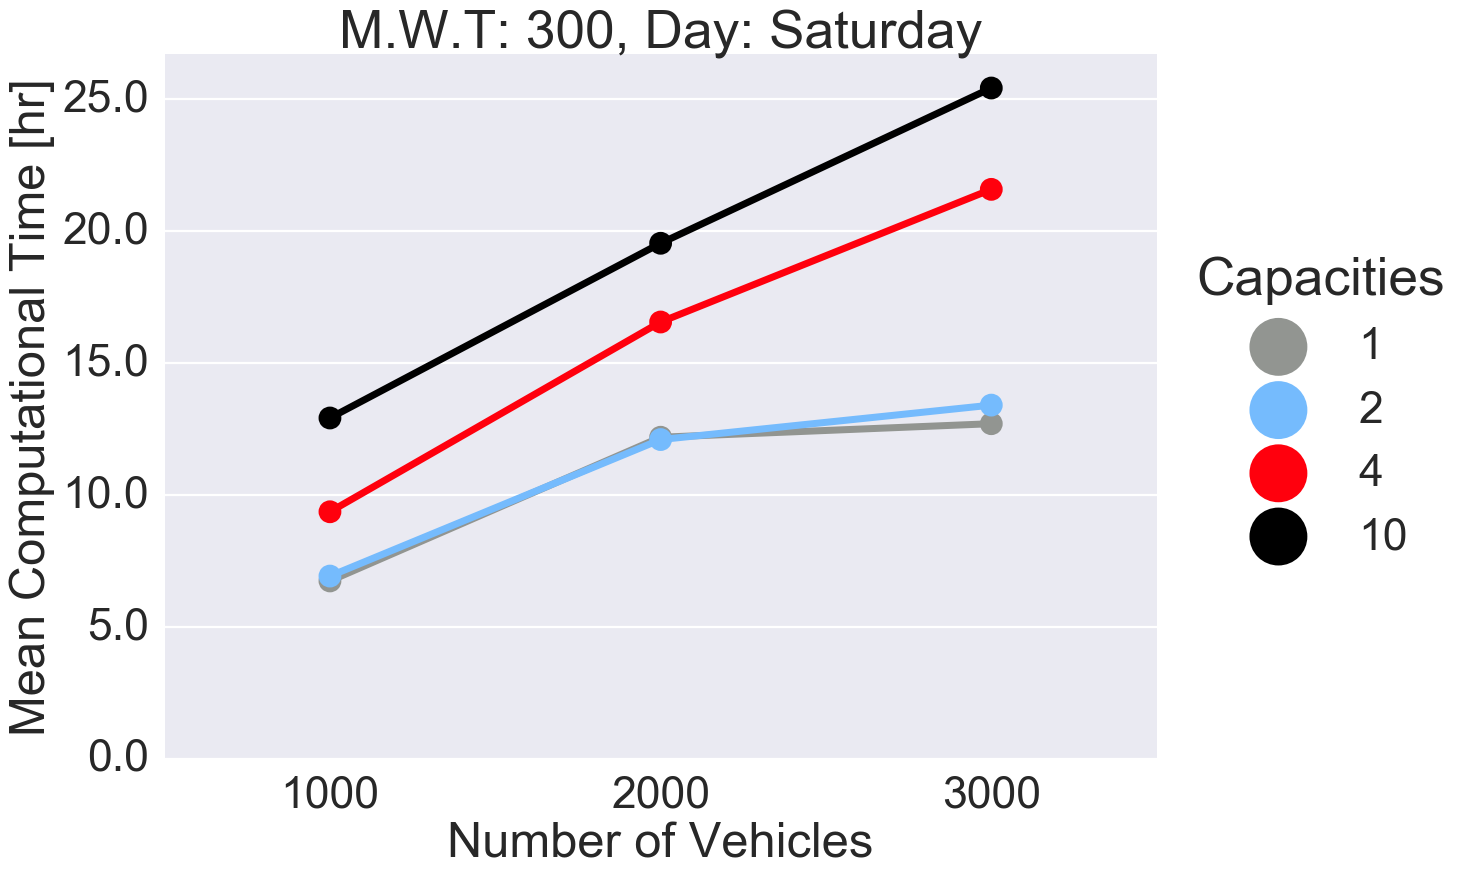 M.W.T: 300, Day: Saturday
Mean Computational Time [hr]
25.0
20.0
15.0
10.0
5.0
0.0
1000 2000 3000
Number of Vehicles
Capacities
1
2
4
10